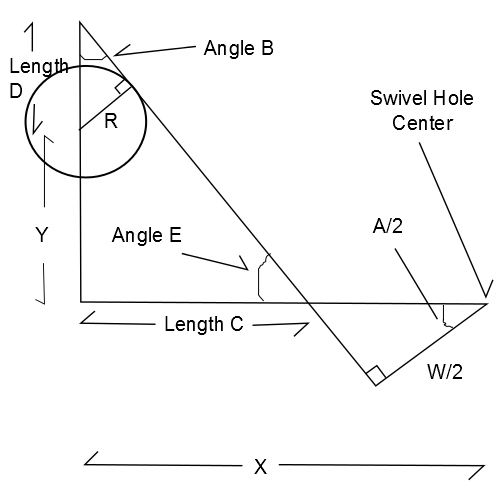 Angle B
Length
D
R
Swivel Hole
Center
Y
Angle E
A/2
Length C
W/2
X